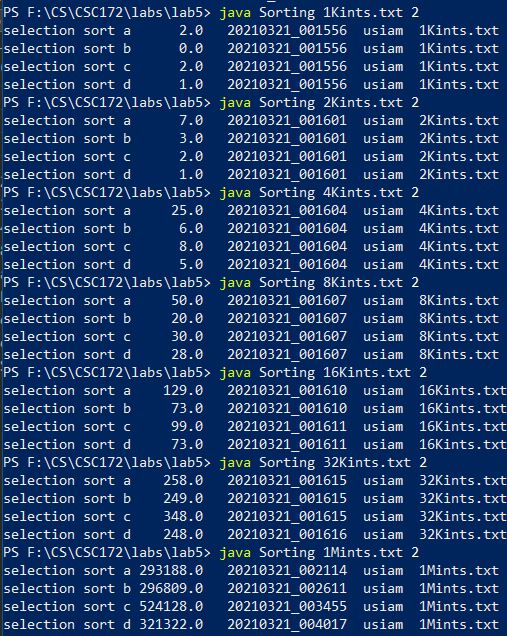 PS F:\CS\CSC172\labs\lab5> java Sorting 1Kints.txt 2
selection sort a 2.0 20210321_001556 usiam 1Kints.txt
selection sort b 0.0 20210321_001556 usiam 1Kints.txt
selection sort c 2.0 20210321_001556 usiam 1Kints.txt
selection sort d 1.0 20210321_001556 usiam 1Kints.txt
PS F:\CS\CSC172\labs\lab5> java Sorting 2Kints.txt 2
selection sort a 7.0 20210321_001601 usiam 2Kints.txt
selection sort b 3.0 20210321_001601 usiam 2Kints.txt
selection sort c 2.0 20210321_001601 usiam 2Kints.txt
selection sort d 1.0 20210321_001601 usiam 2Kints.txt
PS F:\CS\CSC172\labs\lab5> java Sorting 4Kints.txt 2
selection sort a 25.0 20210321_001604 usiam 4Kints.txt
selection sort b 6.0 20210321_001604 usiam 4Kints.txt
selection sort c 8.0 20210321_001604 usiam 4Kints.txt
selection sort d 5.0 20210321_001604 usiam 4Kints.txt
PS F:\CS\CSC172\labs\lab5> java Sorting 8Kints.txt 2
selection sort a 50.0 20210321_001607 usiam 8Kints.txt
selection sort b 20.0 20210321_001607 usiam 8Kints.txt
selection sort c 30.0 20210321_001607 usiam 8Kints.txt
selection sort d 28.0 20210321_001607 usiam 8Kints.txt
PS F:\CS\CSC172\labs\lab5> java Sorting 16Kints.txt 2
selection sort a 129.0 20210321_001610 usiam 16Kints.txt
selection sort b 73.0 20210321_001610 usiam 16Kints.txt
selection sort c 99.0 20210321_001611 usiam 16Kints.txt
selection sort d 73.0 20210321_001611 usiam 16Kints.txt
PS F:\CS\CSC172\labs\lab5> java Sorting 32Kints.txt 2
selection sort a 258.0 20210321_001615 usiam 32Kints.txt
selection sort b 249.0 20210321_001615 usiam 32Kints.txt
selection sort c 348.0 20210321_001615 usiam 32Kints.txt
selection sort d 248.0 20210321_001616 usiam 32Kints.txt
PS F:\CS\CSC172\labs\lab5> java Sorting 1Mints.txt 2
selection sort a 293188.0 20210321_002114 usiam 1Mints.txt
selection sort b 296809.0 20210321_002611 usiam 1Mints.txt
selection sort c 524128.0 20210321_003455 usiam 1Mints.txt
selection sort d 321322.0 20210321_004017 usiam 1Mints.txt